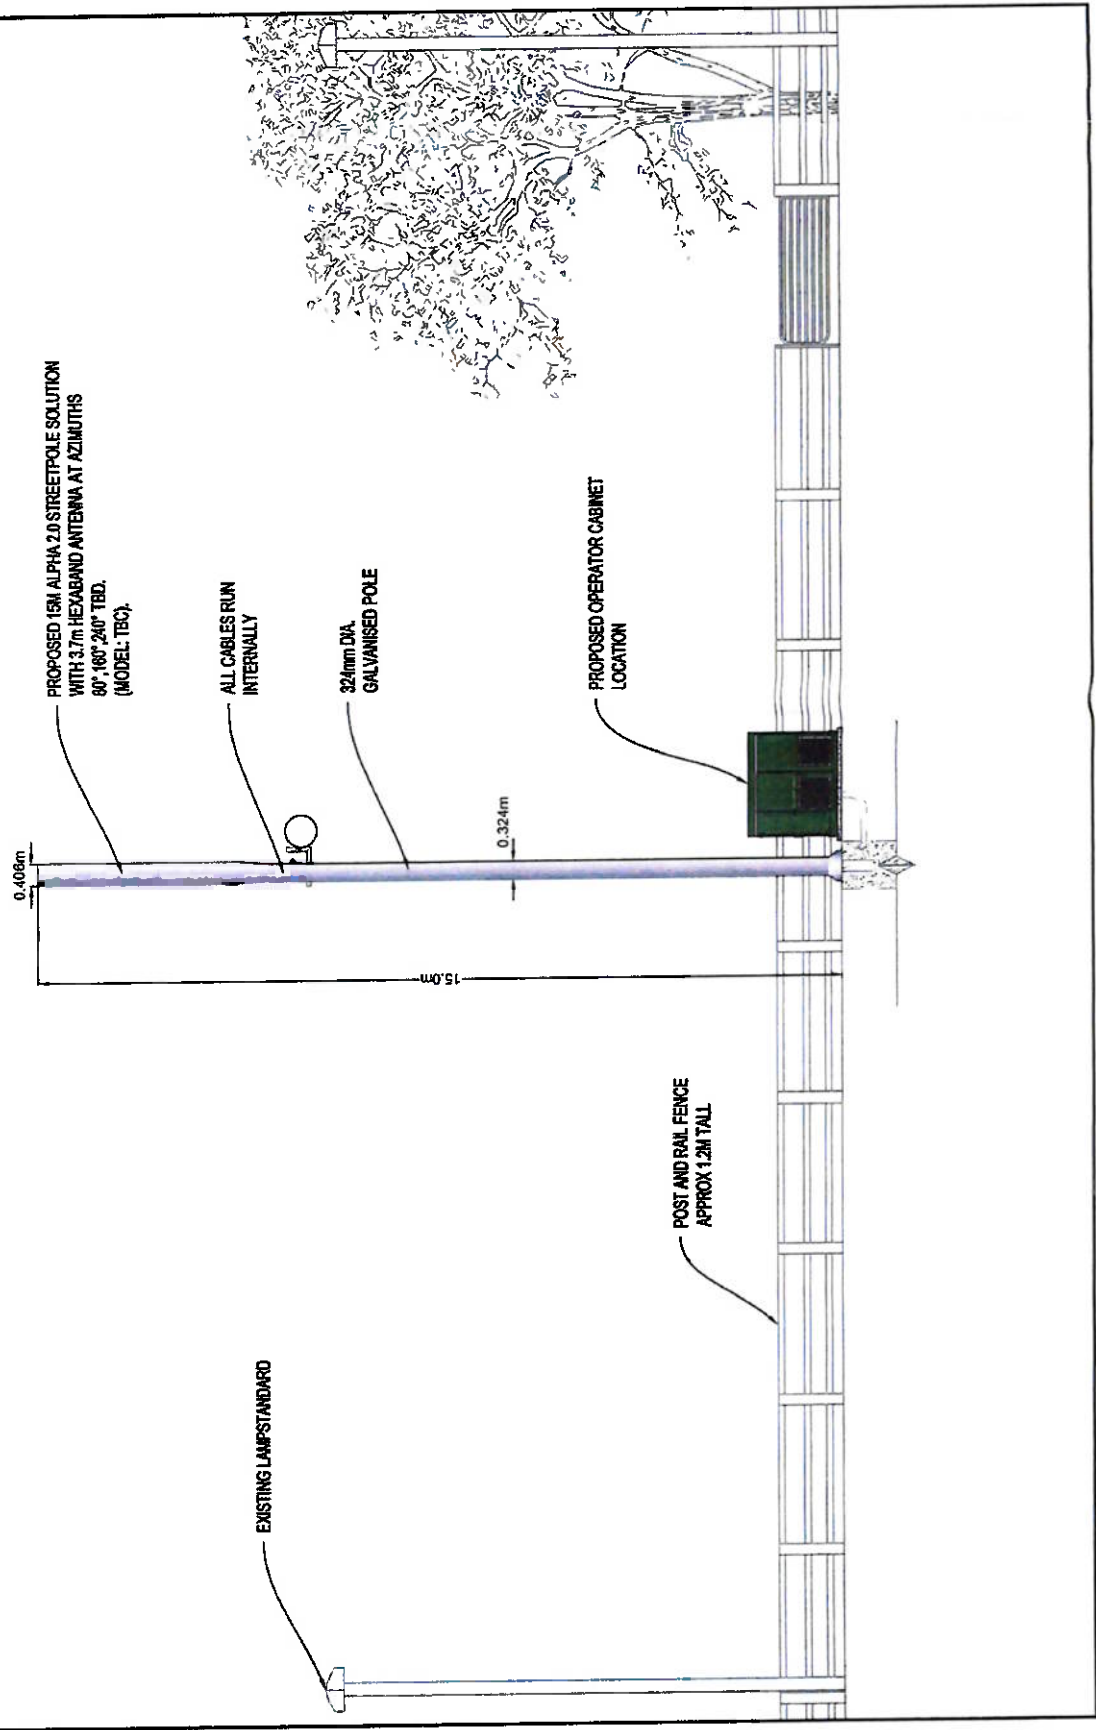 PROPOSED 15M ALPHA 2.0 STREETPOLE SOLUTION
WITH 3.7m HEXABAND ANTENNA AT AZIMUTHS
80°,160°,240° TBD.
(MODEL: TBC).
0.406m
ALL CABLES RUN
INTERNALLY
324mm DIA.
GALVANISED POLE
0.324m
PROPOSED OPERATOR CABINET
LOCATION
15.0m
POST AND RAIL FENCE
APPROX 1.2M TALL
EXISTING LAMPSTANDARD